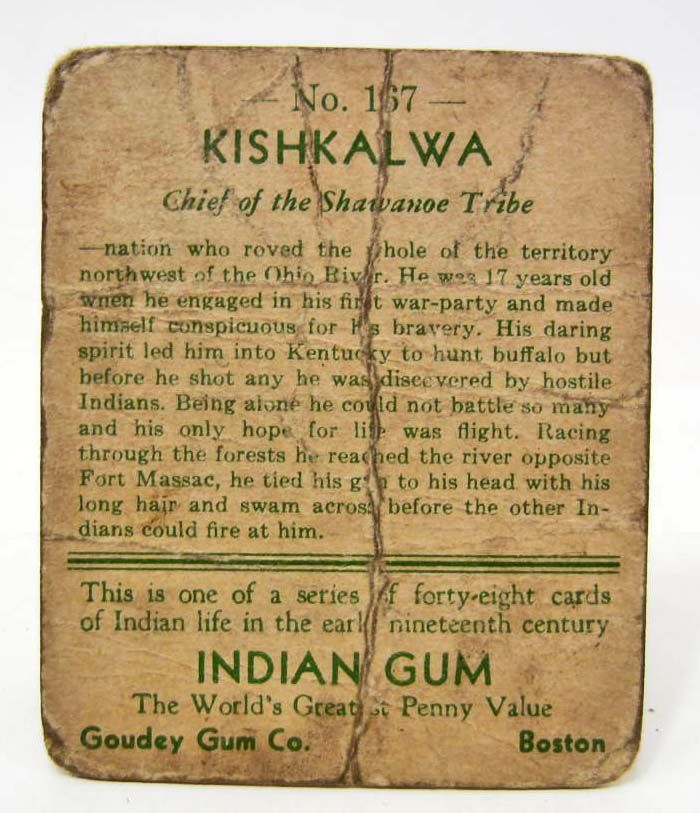 — No. 167 —
KISHKALWA
Chief of the Shawanoe Tribe
—nation who roved the whole of the territory
northwest of the Ohio River. He was 17 years old
when he engaged in his first war-party and made
himself conspicuous for his bravery. His daring
spirit led him into Kentucky to hunt buffalo but
before he shot any he was discovered by hostile
Indians. Being alone he could not battle so many
and his only hope for life was flight. Racing
through the forests he reached the river opposite
Fort Massac, he tied his gun to his head with his
long hair and swam across before the other In-
dians could fire at him.
This is one of a series of forty-eight cards
of Indian life in the early nineteenth century
INDIAN GUM
The World's Greatest Penny Value
Goudey Gum Co. Boston